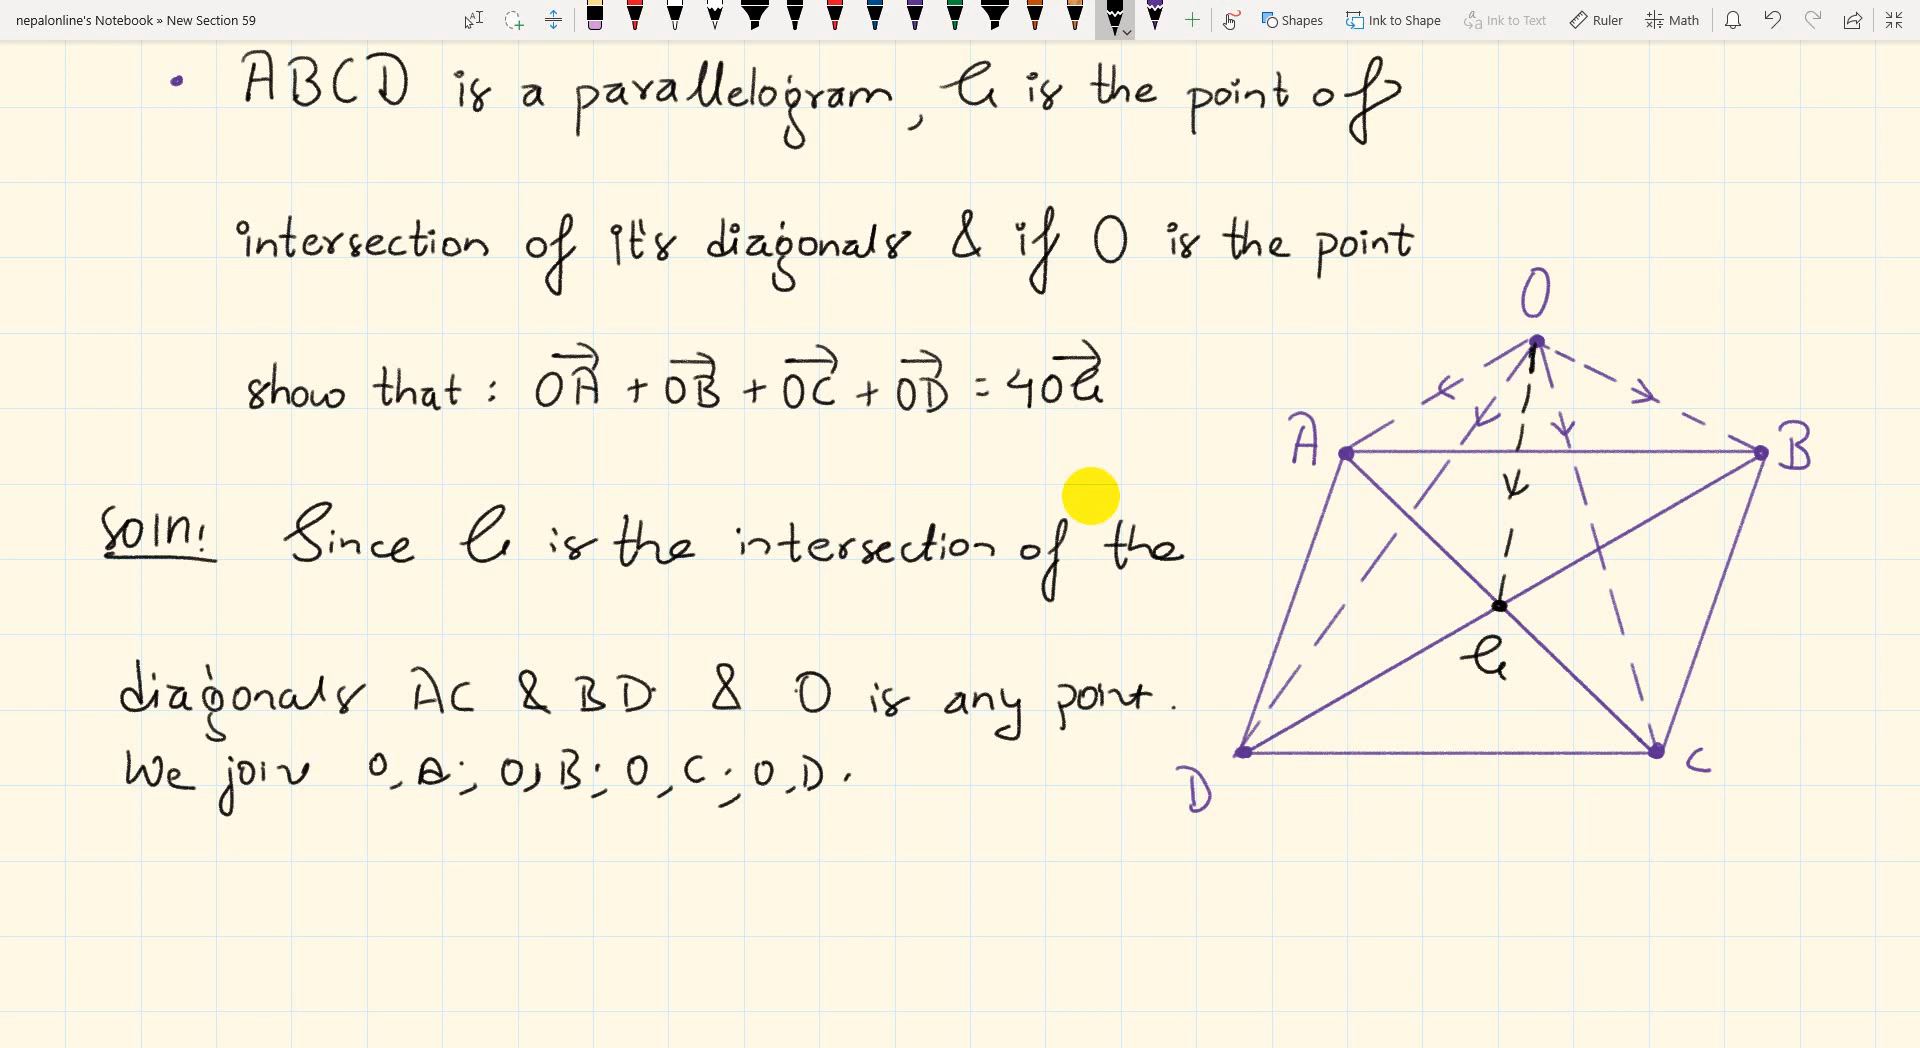 nepalonline's Notebook » New Section 59
Shapes Ink to Shape Ink to Text Ruler Math
• ABCD is a parallelogram, G is the point of
intersection of it's diagonals & if O is the point
show that : OA + OB + OC + OD = 4OG
Soln: Since G is the intersection of the
diagonals AC & BD & O is any point.
We join O,A; O,B; O,C; O,D.
O
A
B
G
D
C